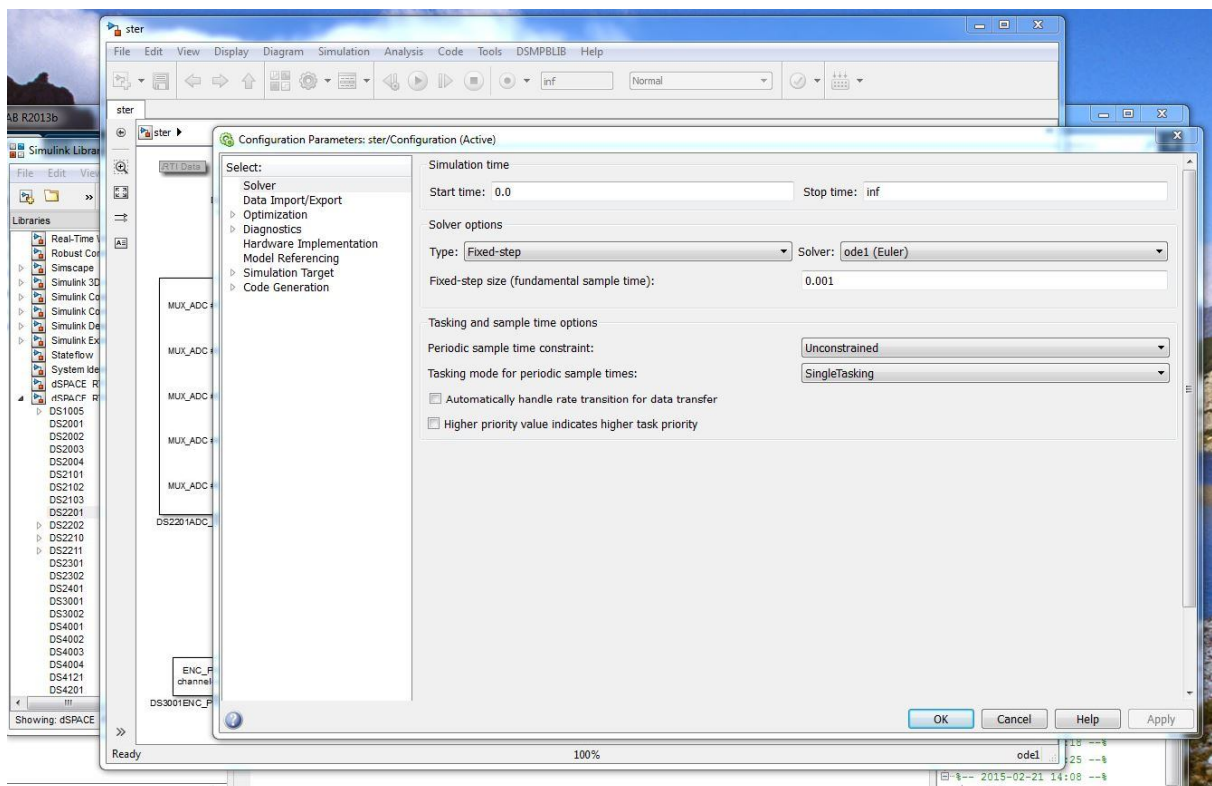 ster
File Edit View Display Diagram Simulation Analysis Code Tools DSMPBLIB Help
inf
Normal
ster
ster
AB R2013b
Simulink Librar
File Edit View
»
Libraries
Real-Time
Robust Con
Simscape
Simulink 3D
Simulink Co
Simulink Co
Simulink De
Simulink Ex
Stateflow
System Ide
dSPACE R
dSPACE R
DS1005
DS2001
DS2002
DS2003
DS2004
DS2101
DS2102
DS2103
DS2201
DS2202
DS2210
DS2211
DS2301
DS2302
DS2401
DS3001
DS3002
DS4001
DS4002
DS4003
DS4004
DS4121
DS4201
Showing: dSPACE
RTI Data
MUX_ADC #
MUX_ADC #
MUX_ADC #
MUX_ADC #
MUX_ADC #
DS2201ADC_
ENC_P
channel
DS3001ENC_P
Configuration Parameters: ster/Configuration (Active)
Select:
Solver
Data Import/Export
Optimization
Diagnostics
Hardware Implementation
Model Referencing
Simulation Target
Code Generation
Simulation time
Start time: 0.0 Stop time: inf
Solver options
Type: Fixed-step Solver: ode1 (Euler)
Fixed-step size (fundamental sample time): 0.001
Tasking and sample time options
Periodic sample time constraint: Unconstrained
Tasking mode for periodic sample times: SingleTasking
Automatically handle rate transition for data transfer
Higher priority value indicates higher task priority
OK Cancel Help Apply
»
Ready 100% ode1
:18 --%
:25 --%
%-- 2015-02-21 14:08 --%